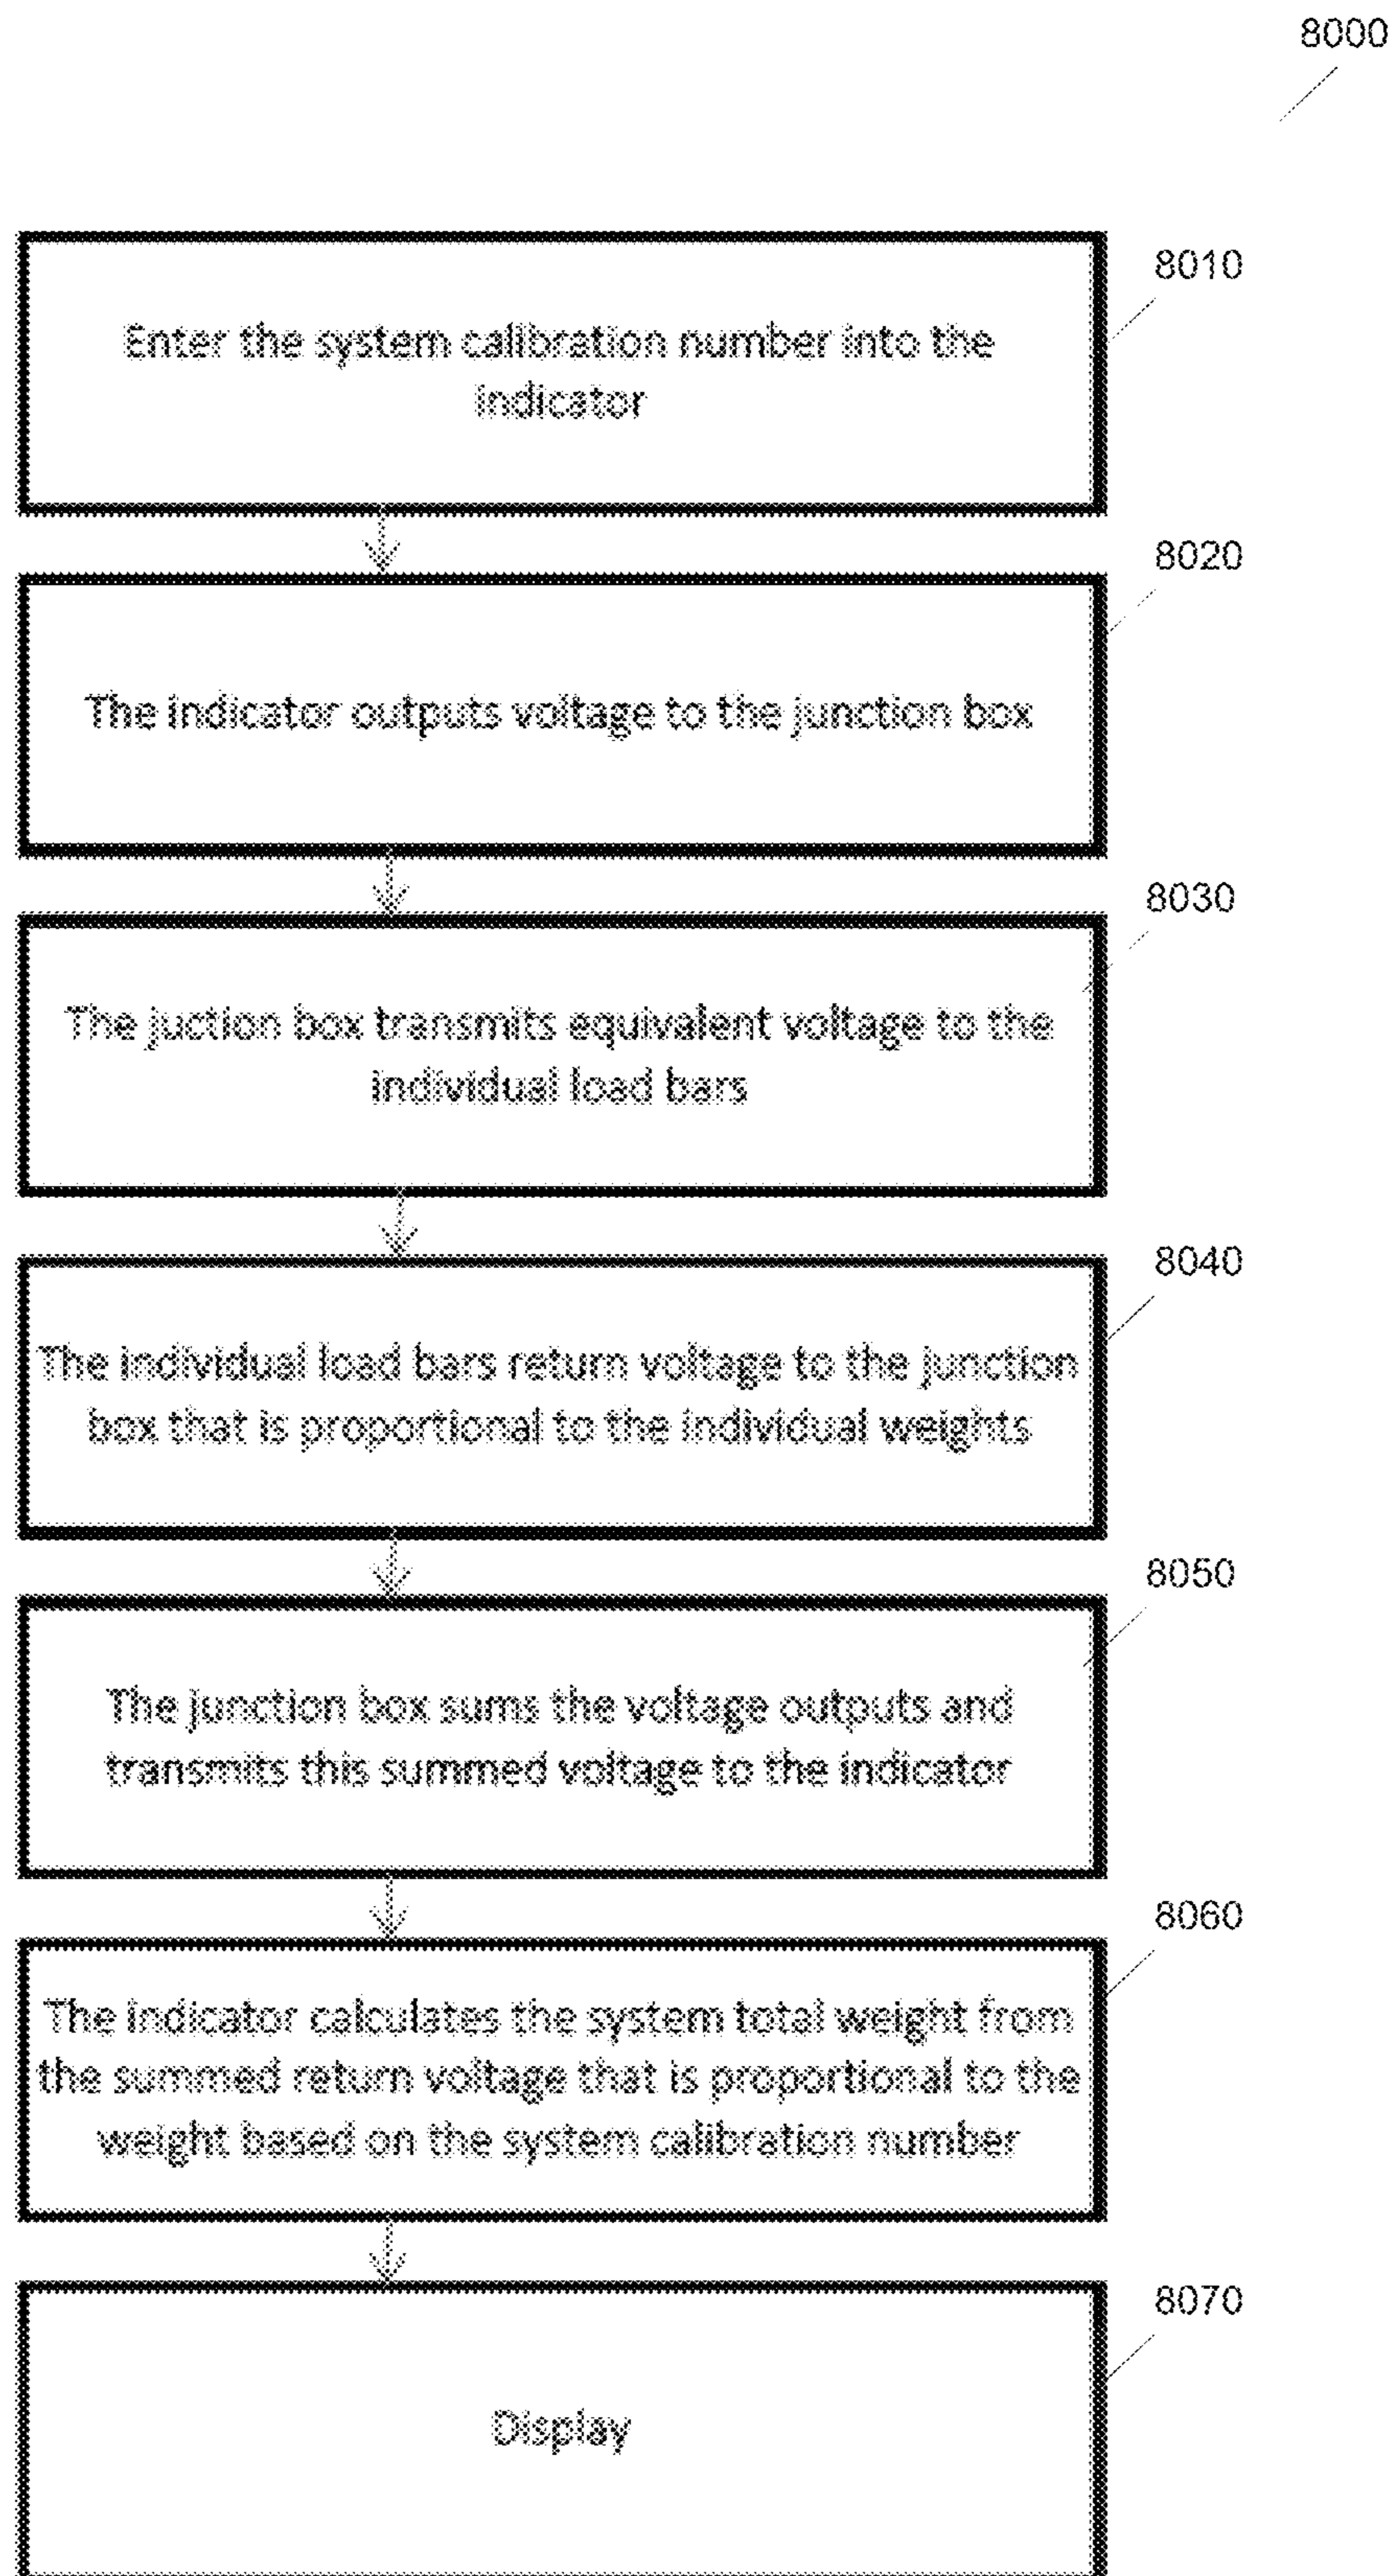 8000
8010
Enter the system calibration number into the
indicator
8020
The indicator outputs voltage to the junction box
8030
The juction box transmits equivalent voltage to the
individual load bars
8040
The individual load bars return voltage to the junction
box that is proportional to the individual weights
8050
The junction box sums the voltage outputs and
transmits this summed voltage to the indicator
8060
The indicator calculates the system total weight from
the summed return voltage that is proportional to the
weight based on the system calibration number
8070
Display